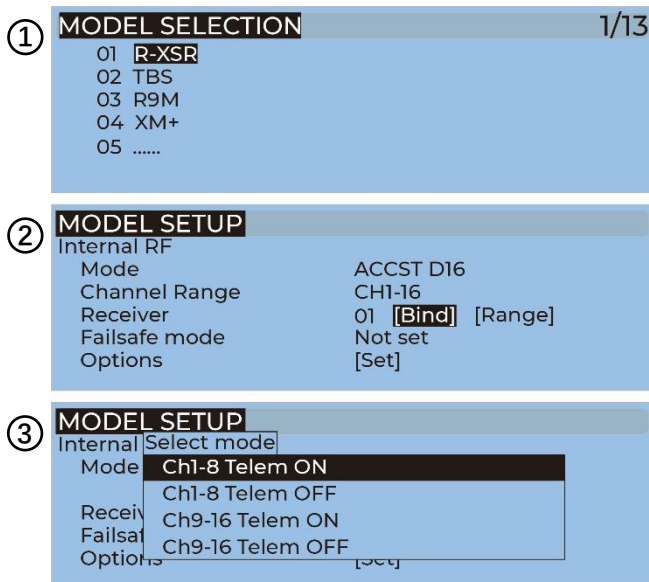 ①
MODEL SELECTION 1/13
01 R-XSR
02 TBS
03 R9M
04 XM+
05 ......
②
MODEL SETUP
Internal RF
Mode ACCST D16
Channel Range CH1-16
Receiver 01 [Bind] [Range]
Failsafe mode Not set
Options [Set]
③
MODEL SETUP
Internal Select mode
Mode Ch1-8 Telem ON
Ch1-8 Telem OFF
Ch9-16 Telem ON
Ch9-16 Telem OFF